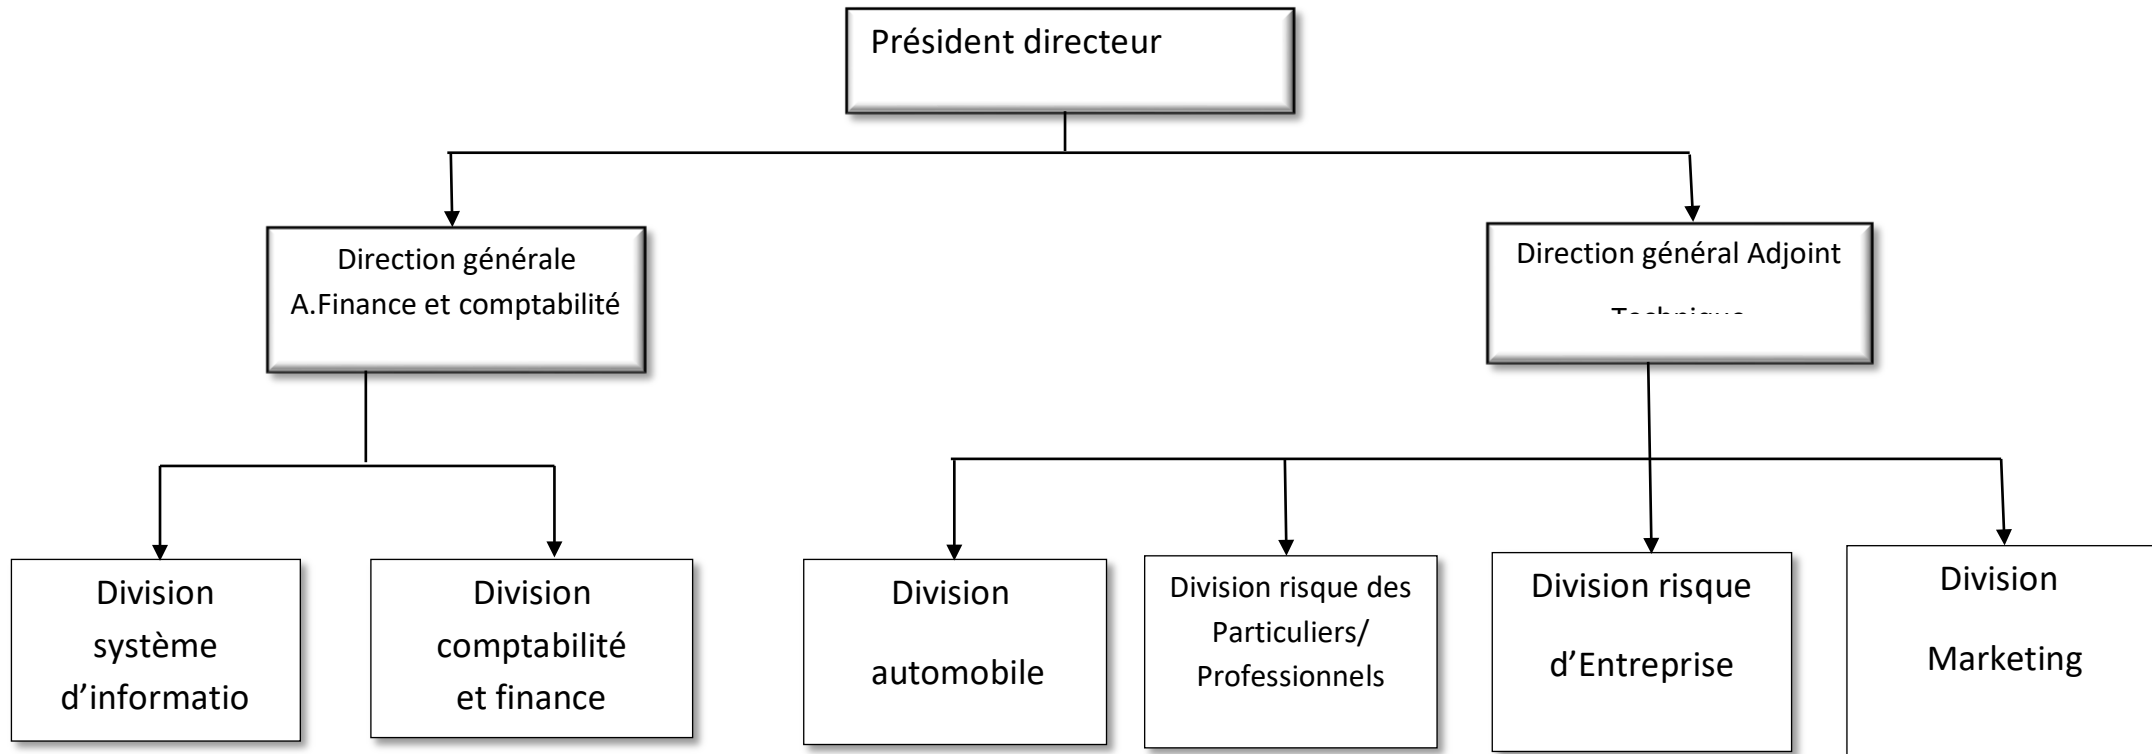 Président directeur
Direction générale
A.Finance et comptabilité
Direction général Adjoint
Technique
Division
système
d’informatio
Division
comptabilité
et finance
Division
automobile
Division risque des
Particuliers/
Professionnels
Division risque
d’Entreprise
Division
Marketing